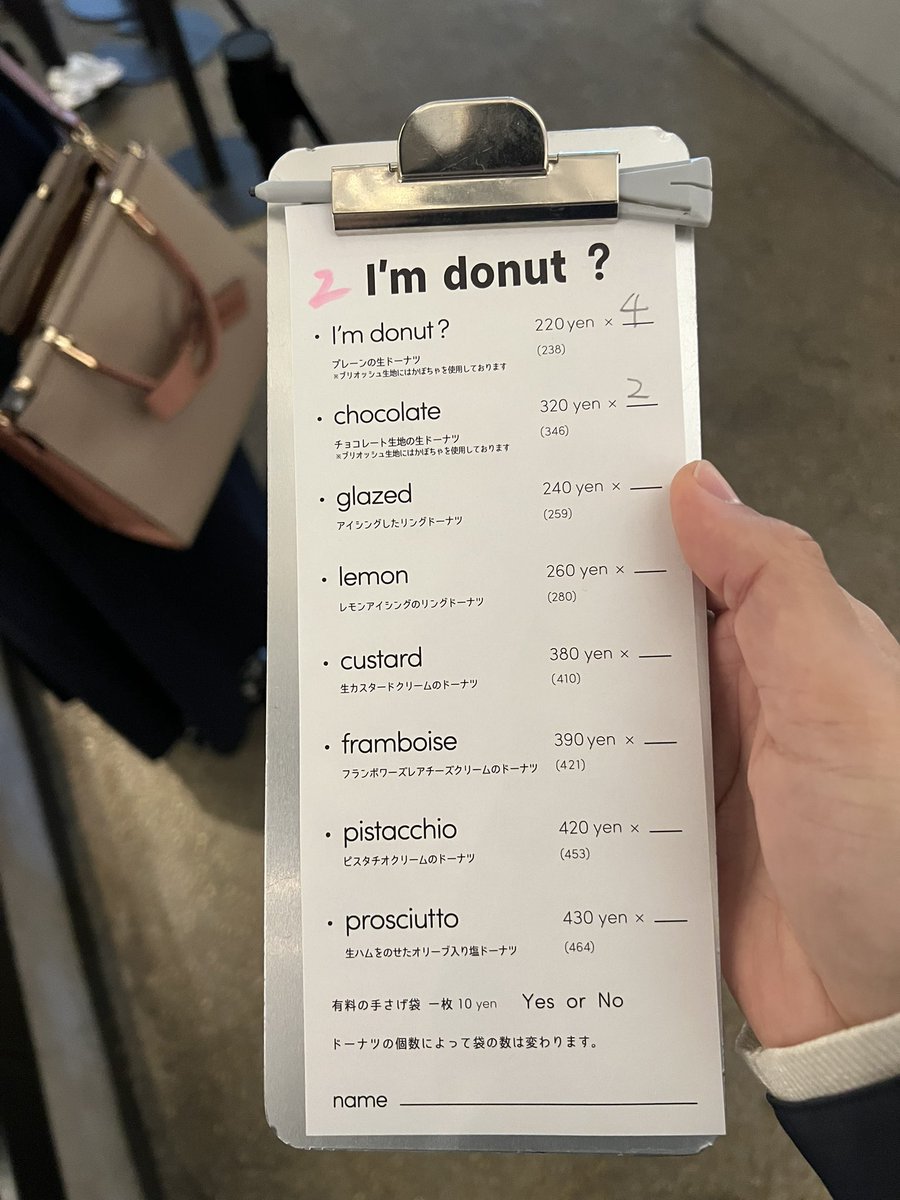 2 I'm donut ?
・ I'm donut? 220 yen × 4
プレーンの生ドーナツ (238)
※ブリオッシュ生地にはかぼちゃを使用しております
・ chocolate 320 yen × 2
チョコレート生地の生ドーナツ (346)
※ブリオッシュ生地にはかぼちゃを使用しております
・ glazed 240 yen ×
アイシングしたリングドーナツ (259)
・ lemon 260 yen ×
レモンアイシングのリングドーナツ (280)
・ custard 380 yen ×
生カスタードクリームのドーナツ (410)
・ framboise 390 yen ×
フランボワーズレアチーズクリームのドーナツ (421)
・ pistacchio 420 yen ×
ピスタチオクリームのドーナツ (453)
・ prosciutto 430 yen ×
生ハムをのせたオリーブ入り塩ドーナツ (464)
有料の手さげ袋 一枚 10 yen Yes or No
ドーナツの個数によって袋の数は変わります。
name